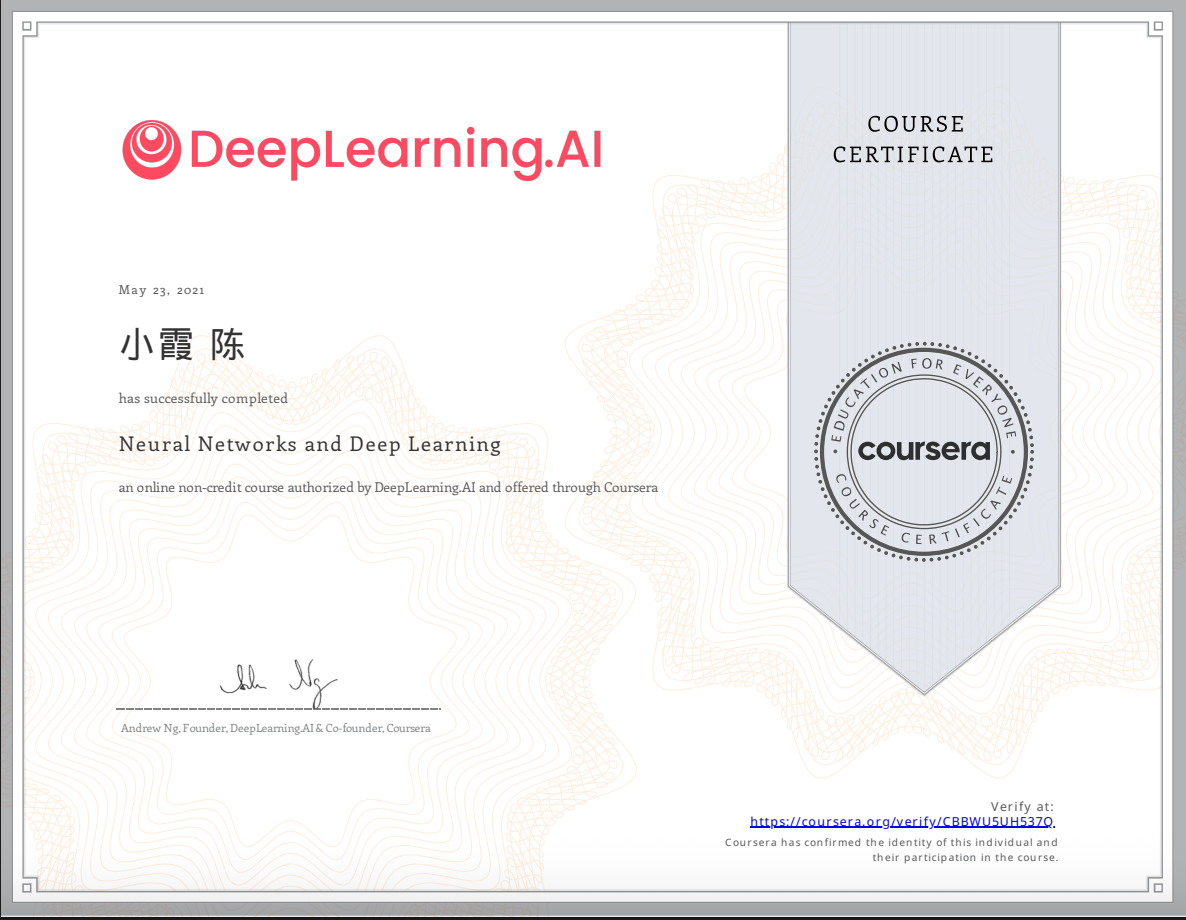 DeepLearning.AI
COURSE
CERTIFICATE
May 23, 2021
小霞 陈
has successfully completed
Neural Networks and Deep Learning
an online non-credit course authorized by DeepLearning.AI and offered through Coursera
EDUCATION FOR EVERYONE
coursera
COURSE CERTIFICATE
Andrew Ng, Founder, DeepLearning.AI & Co-founder, Coursera
Verify at:
https://coursera.org/verify/CBBWU5UH537Q
Coursera has confirmed the identity of this individual and
their participation in the course.